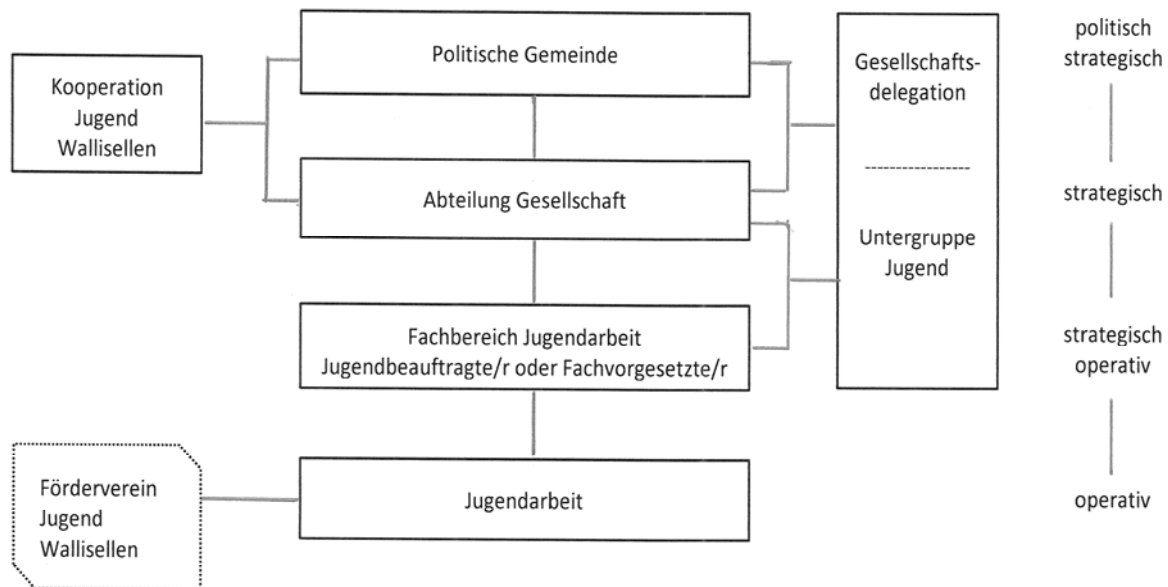 Kooperation
Jugend
Wallisellen
Politische Gemeinde
Gesellschafts-
delegation
politisch
strategisch
Abteilung Gesellschaft
strategisch
Untergruppe
Jugend
Fachbereich Jugendarbeit
Jugendbeauftragte/r oder Fachvorgesetzte/r
strategisch
operativ
Förderverein
Jugend
Wallisellen
Jugendarbeit
operativ